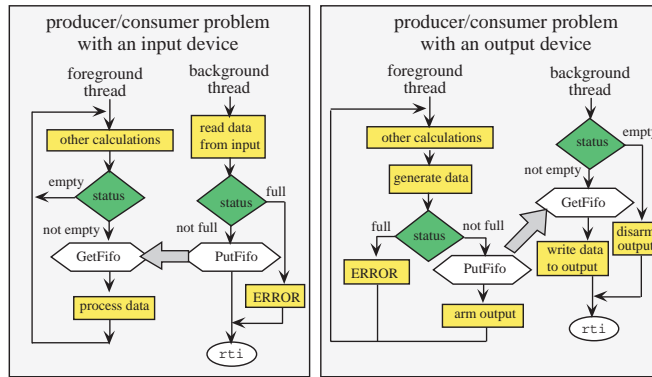 producer/consumer problem
with an input device
foreground
thread
background
thread
other calculations
read data
from input
empty
status
status
full
not empty
not full
GetFifo
PutFifo
process data
ERROR
rti
producer/consumer problem
with an output device
foreground
thread
background
thread
other calculations
status
empty
generate data
not empty
GetFifo
status
full
not full
disarm
output
ERROR
PutFifo
write data
to output
arm output
rti